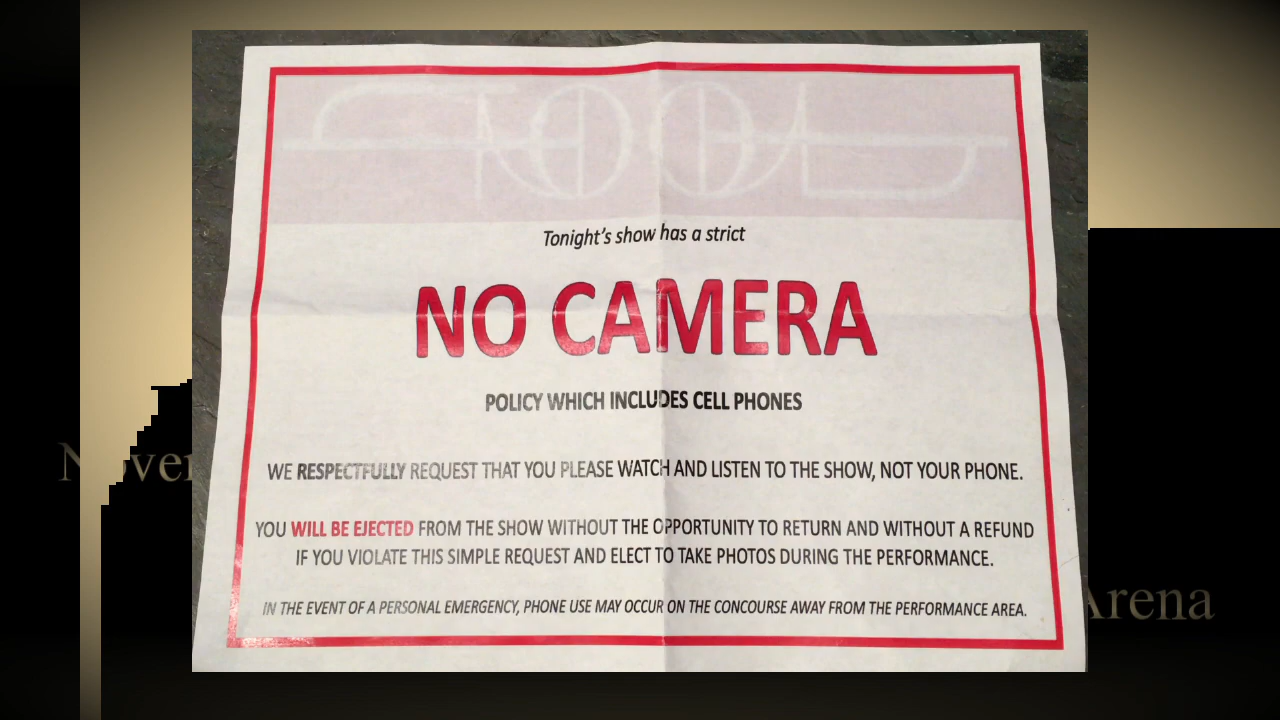 TOOL
Tonight's show has a strict
NO CAMERA
POLICY WHICH INCLUDES CELL PHONES
WE RESPECTFULLY REQUEST THAT YOU PLEASE WATCH AND LISTEN TO THE SHOW, NOT YOUR PHONE.
YOU WILL BE EJECTED FROM THE SHOW WITHOUT THE OPPORTUNITY TO RETURN AND WITHOUT A REFUND
IF YOU VIOLATE THIS SIMPLE REQUEST AND ELECT TO TAKE PHOTOS DURING THE PERFORMANCE.
IN THE EVENT OF A PERSONAL EMERGENCY, PHONE USE MAY OCCUR ON THE CONCOURSE AWAY FROM THE PERFORMANCE AREA.
Arena